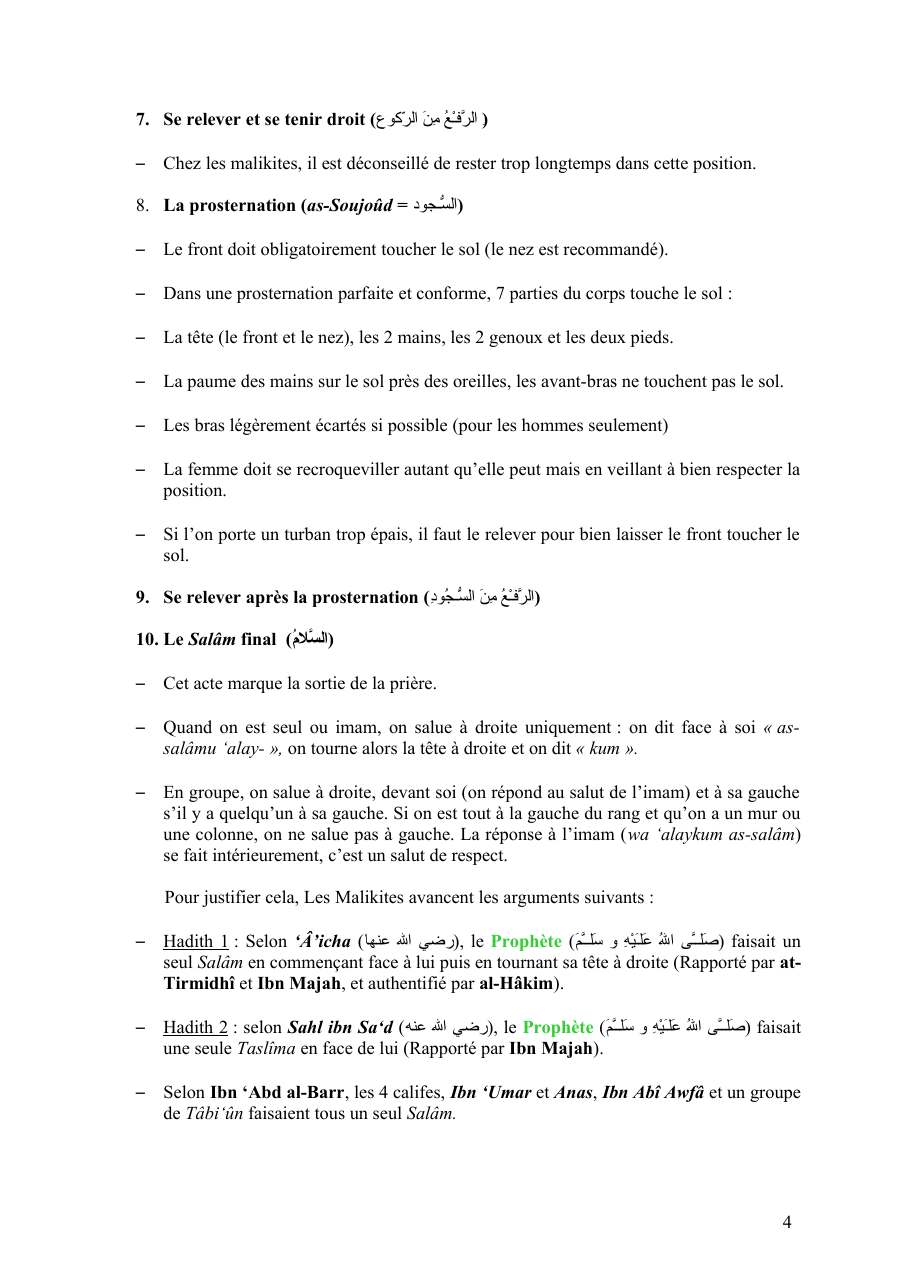 7. Se relever et se tenir droit (الرَّفـْـعُ مِنَ الرّكوع )
– Chez les malikites, il est déconseillé de rester trop longtemps dans cette position.
8. La prosternation (as-Soujoûd = السُّـجود)
– Le front doit obligatoirement toucher le sol (le nez est recommandé).
– Dans une prosternation parfaite et conforme, 7 parties du corps touche le sol :
– La tête (le front et le nez), les 2 mains, les 2 genoux et les deux pieds.
– La paume des mains sur le sol près des oreilles, les avant-bras ne touchent pas le sol.
– Les bras légèrement écartés si possible (pour les hommes seulement)
– La femme doit se recroqueviller autant qu’elle peut mais en veillant à bien respecter la
position.
– Si l’on porte un turban trop épais, il faut le relever pour bien laisser le front toucher le
sol.
9. Se relever après la prosternation (الرَّفـْـعُ مِنَ السُّـجُودِ)
10. Le Salâm final (السَّلامُ)
– Cet acte marque la sortie de la prière.
– Quand on est seul ou imam, on salue à droite uniquement : on dit face à soi « as-
salâmu ‘alay- », on tourne alors la tête à droite et on dit « kum ».
– En groupe, on salue à droite, devant soi (on répond au salut de l’imam) et à sa gauche
s’il y a quelqu’un à sa gauche. Si on est tout à la gauche du rang et qu’on a un mur ou
une colonne, on ne salue pas à gauche. La réponse à l’imam (wa ‘alaykum as-salâm)
se fait intérieurement, c’est un salut de respect.
Pour justifier cela, Les Malikites avancent les arguments suivants :
– Hadith 1 : Selon ‘Â’icha (رضي الله عنها), le Prophète (صَلَـَّـى اللهُ عَلَـَيْهِ و سَلَـَّـمَ) faisait un
seul Salâm en commençant face à lui puis en tournant sa tête à droite (Rapporté par at-
Tirmidhî et Ibn Majah, et authentifié par al-Hâkim).
– Hadith 2 : selon Sahl ibn Sa‘d (رضي الله عنه), le Prophète (صَلَـَّـى اللهُ عَلَـَيْهِ و سَلَـَّـمَ) faisait
une seule Taslîma en face de lui (Rapporté par Ibn Majah).
– Selon Ibn ‘Abd al-Barr, les 4 califes, Ibn ‘Umar et Anas, Ibn Abî Awfâ et un groupe
de Tâbi‘ûn faisaient tous un seul Salâm.
4